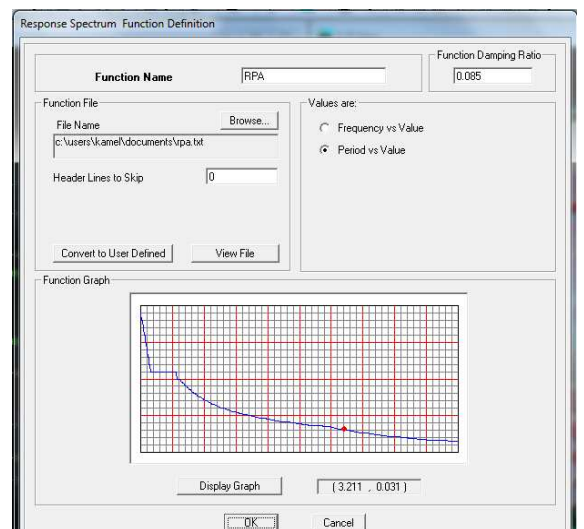 Response Spectrum Function Definition
Function Damping Ratio
Function Name
RPA
0.085
Function File
Values are:
File Name
Browse...
Frequency vs Value
c:\users\kamel\documents\rpa.txt
Period vs Value
Header Lines to Skip
0
Convert to User Defined
View File
Function Graph
Display Graph
( 3.211 , 0.031 )
OK
Cancel